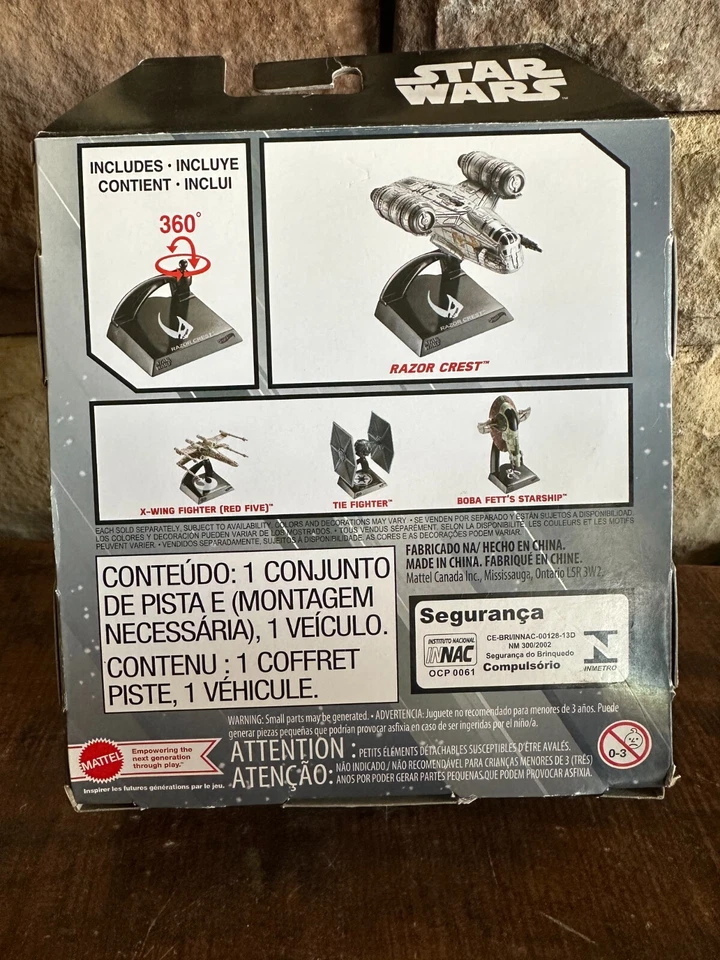 STAR
WARS™
INCLUDES • INCLUYE
CONTIENT • INCLUI
360°
RAZOR CREST™
RAZOR CREST™
RAZOR CREST™
X-WING FIGHTER (RED FIVE)™
TIE FIGHTER™
BOBA FETT'S STARSHIP™
EACH SOLD SEPARATELY, SUBJECT TO AVAILABILITY. COLORS AND DECORATIONS MAY VARY. • SE VENDEN POR SEPARADO Y ESTÁN SUJETOS A DISPONIBILIDAD.
LOS COLORES Y DECORACIÓN PUEDEN VARIAR DE LOS MOSTRADOS. • TOUS VENDUS SÉPARÉMENT, SELON LA DISPONIBILITÉ. LES COULEURS ET LES MOTIFS
PEUVENT VARIER. • VENDIDOS SEPARADAMENTE, SUJEITOS À DISPONIBILIDADE. AS CORES E AS DECORAÇÕES PODEM VARIAR.
CONTEÚDO: 1 CONJUNTO
DE PISTA E (MONTAGEM
NECESSÁRIA), 1 VEÍCULO.
CONTENU : 1 COFFRET
PISTE, 1 VÉHICULE.
FABRICADO NA/ HECHO EN CHINA.
MADE IN CHINA. FABRIQUÉ EN CHINE.
Mattel Canada Inc., Mississauga, Ontario L5R 3W2.
Segurança
INSTITUTO NACIONAL
INNAC
OCP 0061
CE-BRI/INNAC-00128-13D
NM 300/2002
Segurança do Brinquedo
Compulsório
INMETRO
WARNING: Small parts may be generated. • ADVERTENCIA: Juguete no recomendado para menores de 3 años. Puede
generar piezas pequeñas que podrían provocar asfixia en caso de ser ingeridas por el niño/a.
ATTENTION : PETITS ÉLÉMENTS DÉTACHABLES SUSCEPTIBLES D'ÊTRE AVALÉS.
ATENÇÃO: NÃO INDICADO / NÃO RECOMENDADO PARA CRIANÇAS MENORES DE 3 (TRÊS)
ANOS POR PODER GERAR PARTES PEQUENAS QUE PODEM PROVOCAR ASFIXIA.
0-3
MATTEL
Empowering the
next generation
through play.™
Inspirer les futures générations par le jeu.